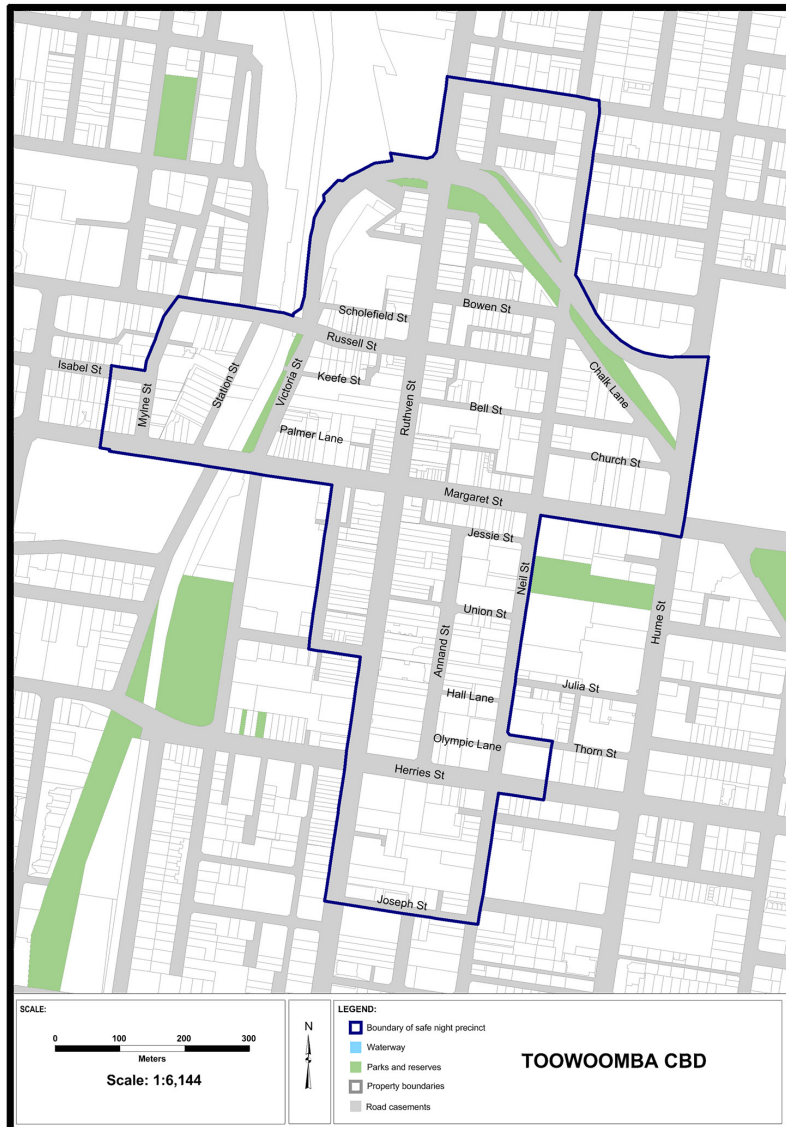 Scholefield St
Bowen St
Russell St
Isabel St
Mylne St
Station St
Victoria St
Keefe St
Ruthven St
Chalk Lane
Bell St
Palmer Lane
Church St
Margaret St
Jessie St
Neil St
Union St
Hume St
Annand St
Hall Lane
Julia St
Olympic Lane
Thorn St
Herries St
Joseph St
SCALE:
0 100 200 300
Meters
Scale: 1:6,144
N
LEGEND:
Boundary of safe night precinct
Waterway
Parks and reserves
Property boundaries
Road casements
TOOWOOMBA CBD